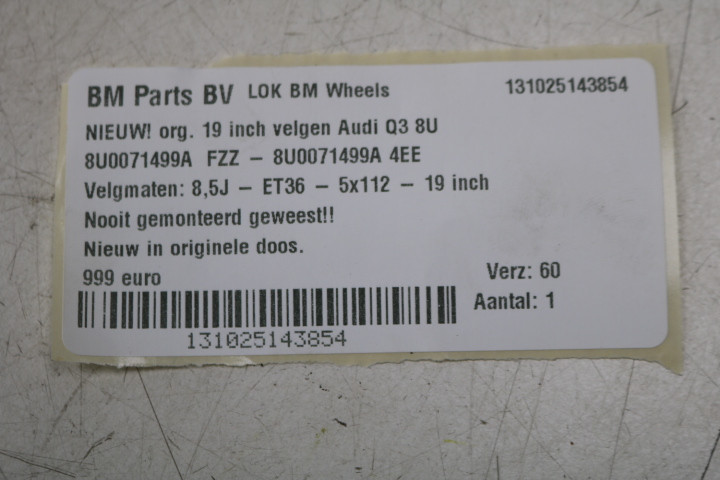 BM Parts BV LOK BM Wheels 131025143854
NIEUW! org. 19 inch velgen Audi Q3 8U
8U0071499A FZZ – 8U0071499A 4EE
Velgmaten: 8,5J – ET36 – 5x112 – 19 inch
Nooit gemonteerd geweest!!
Nieuw in originele doos.
999 euro Verz: 60
Aantal: 1
131025143854